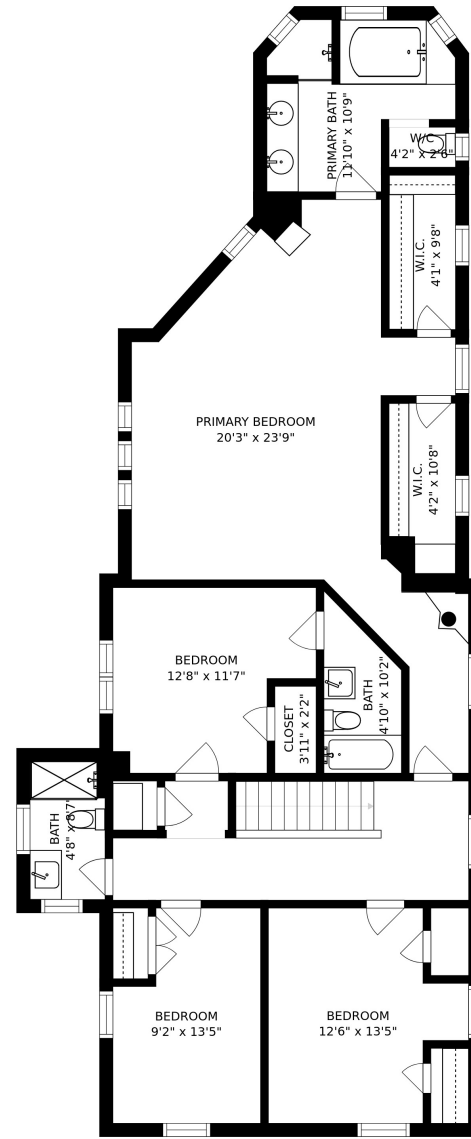 PRIMARY BATH
11'10" x 10'9"
W/C
4'2" x 2'6"
W.I.C.
4'1" x 9'8"
PRIMARY BEDROOM
20'3" x 23'9"
W.I.C.
4'2" x 10'8"
BEDROOM
12'8" x 11'7"
BATH
4'10" x 10'2"
CLOSET
3'11" x 2'2"
BATH
4'8" x 8'7"
BEDROOM
9'2" x 13'5"
BEDROOM
12'6" x 13'5"